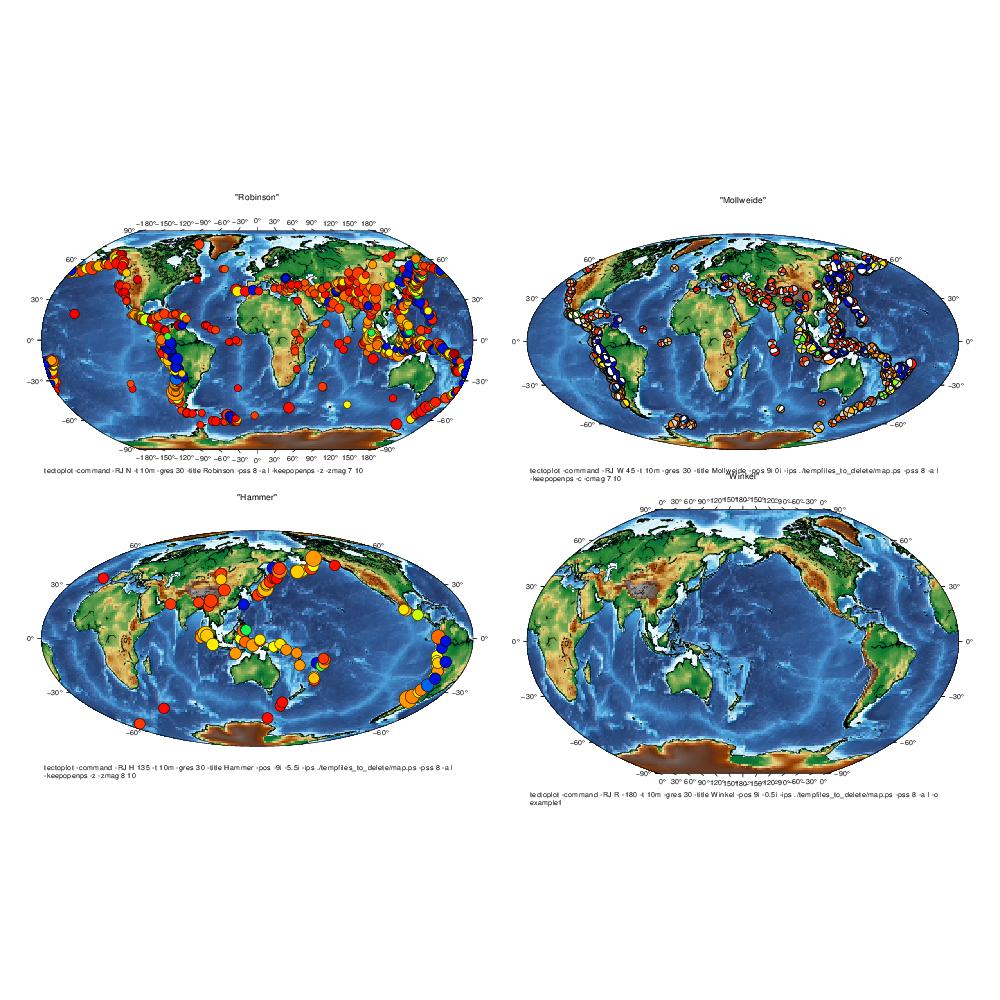 "Robinson"
−180°−150°−120°−90° −60° −30° 0° 30° 60° 90° 120° 150° 180°
90° 90°
60° 60°
30° 30°
0° 0°
−30° −30°
−60° −60°
−90° −90°
−180°−150°−120°−90° −60° −30° 0° 30° 60° 90° 120° 150° 180°
tectoplot -command -RJ N -t 10m -gres 30 -title Robinson -pss 8 -a l -keepopenps -z -zmag 7 10
"Mollweide"
60° 60°
30° 30°
0° 0°
−30° −30°
−60° −60°
tectoplot -command -RJ W 45 -t 10m -gres 30 -title Mollweide -pos 9i 0i -ips ./tempfiles_to_delete/map.ps -pss 8 -a l
-keepopenps -c -cmag 7 10
"Hammer"
60° 60°
30° 30°
0° 0°
−30° −30°
−60° −60°
tectoplot -command -RJ H 135 -t 10m -gres 30 -title Hammer -pos -9i -5.5i -ips ./tempfiles_to_delete/map.ps -pss 8 -a l
-keepopenps -z -zmag 8 10
"Winkel"
0° 30° 60° 90°120°150°180°−150°−120°−90°−60°−30° 0°
90° 90°
60° 60°
30° 30°
0° 0°
−30° −30°
−60° −60°
−90° −90°
0° 30° 60° 90°120°150°180°−150°−120°−90°−60°−30° 0°
tectoplot -command -RJ R -180 -t 10m -gres 30 -title Winkel -pos 9i -0.5i -ips ./tempfiles_to_delete/map.ps -pss 8 -a l -o
example1